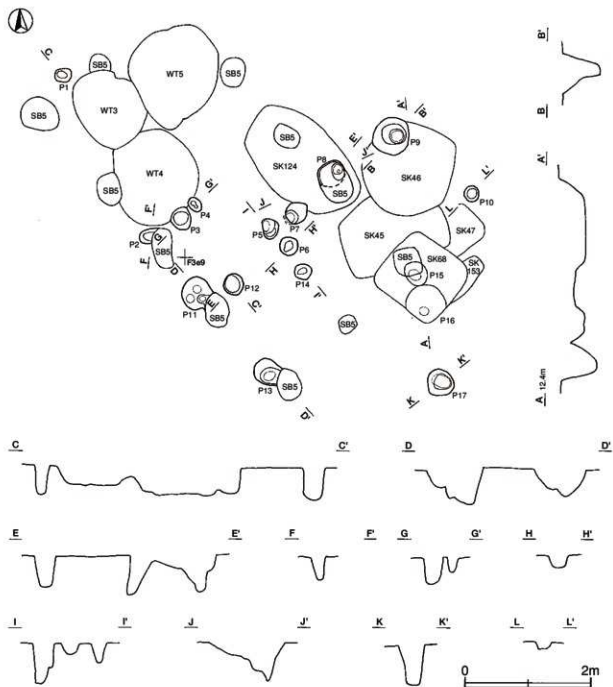 B'
C
SB5
WT5
SB5
P1
WT3
A'
B'
SB5
E'
SB5
J'
P9
B
A'
WT4
SK124
P8
SK46
L'
SB5
G'
SB5
P10
F
P4
I
J
H'
L
P3
P5
P7
SK45
SK47
P2
G
SB5
P6
F
D
F3e9
H
SB5
SK68
SK
153
P12
P14
P15
E
C'
I'
P11
SB5
P16
SB5
A
K'
P13
SB5
K
P17
A 12.4m
D'
C
C'
D
D'
E
E'
F
F'
G
G'
H
H'
I
I'
J
J'
K
K'
L
L'
0
2m